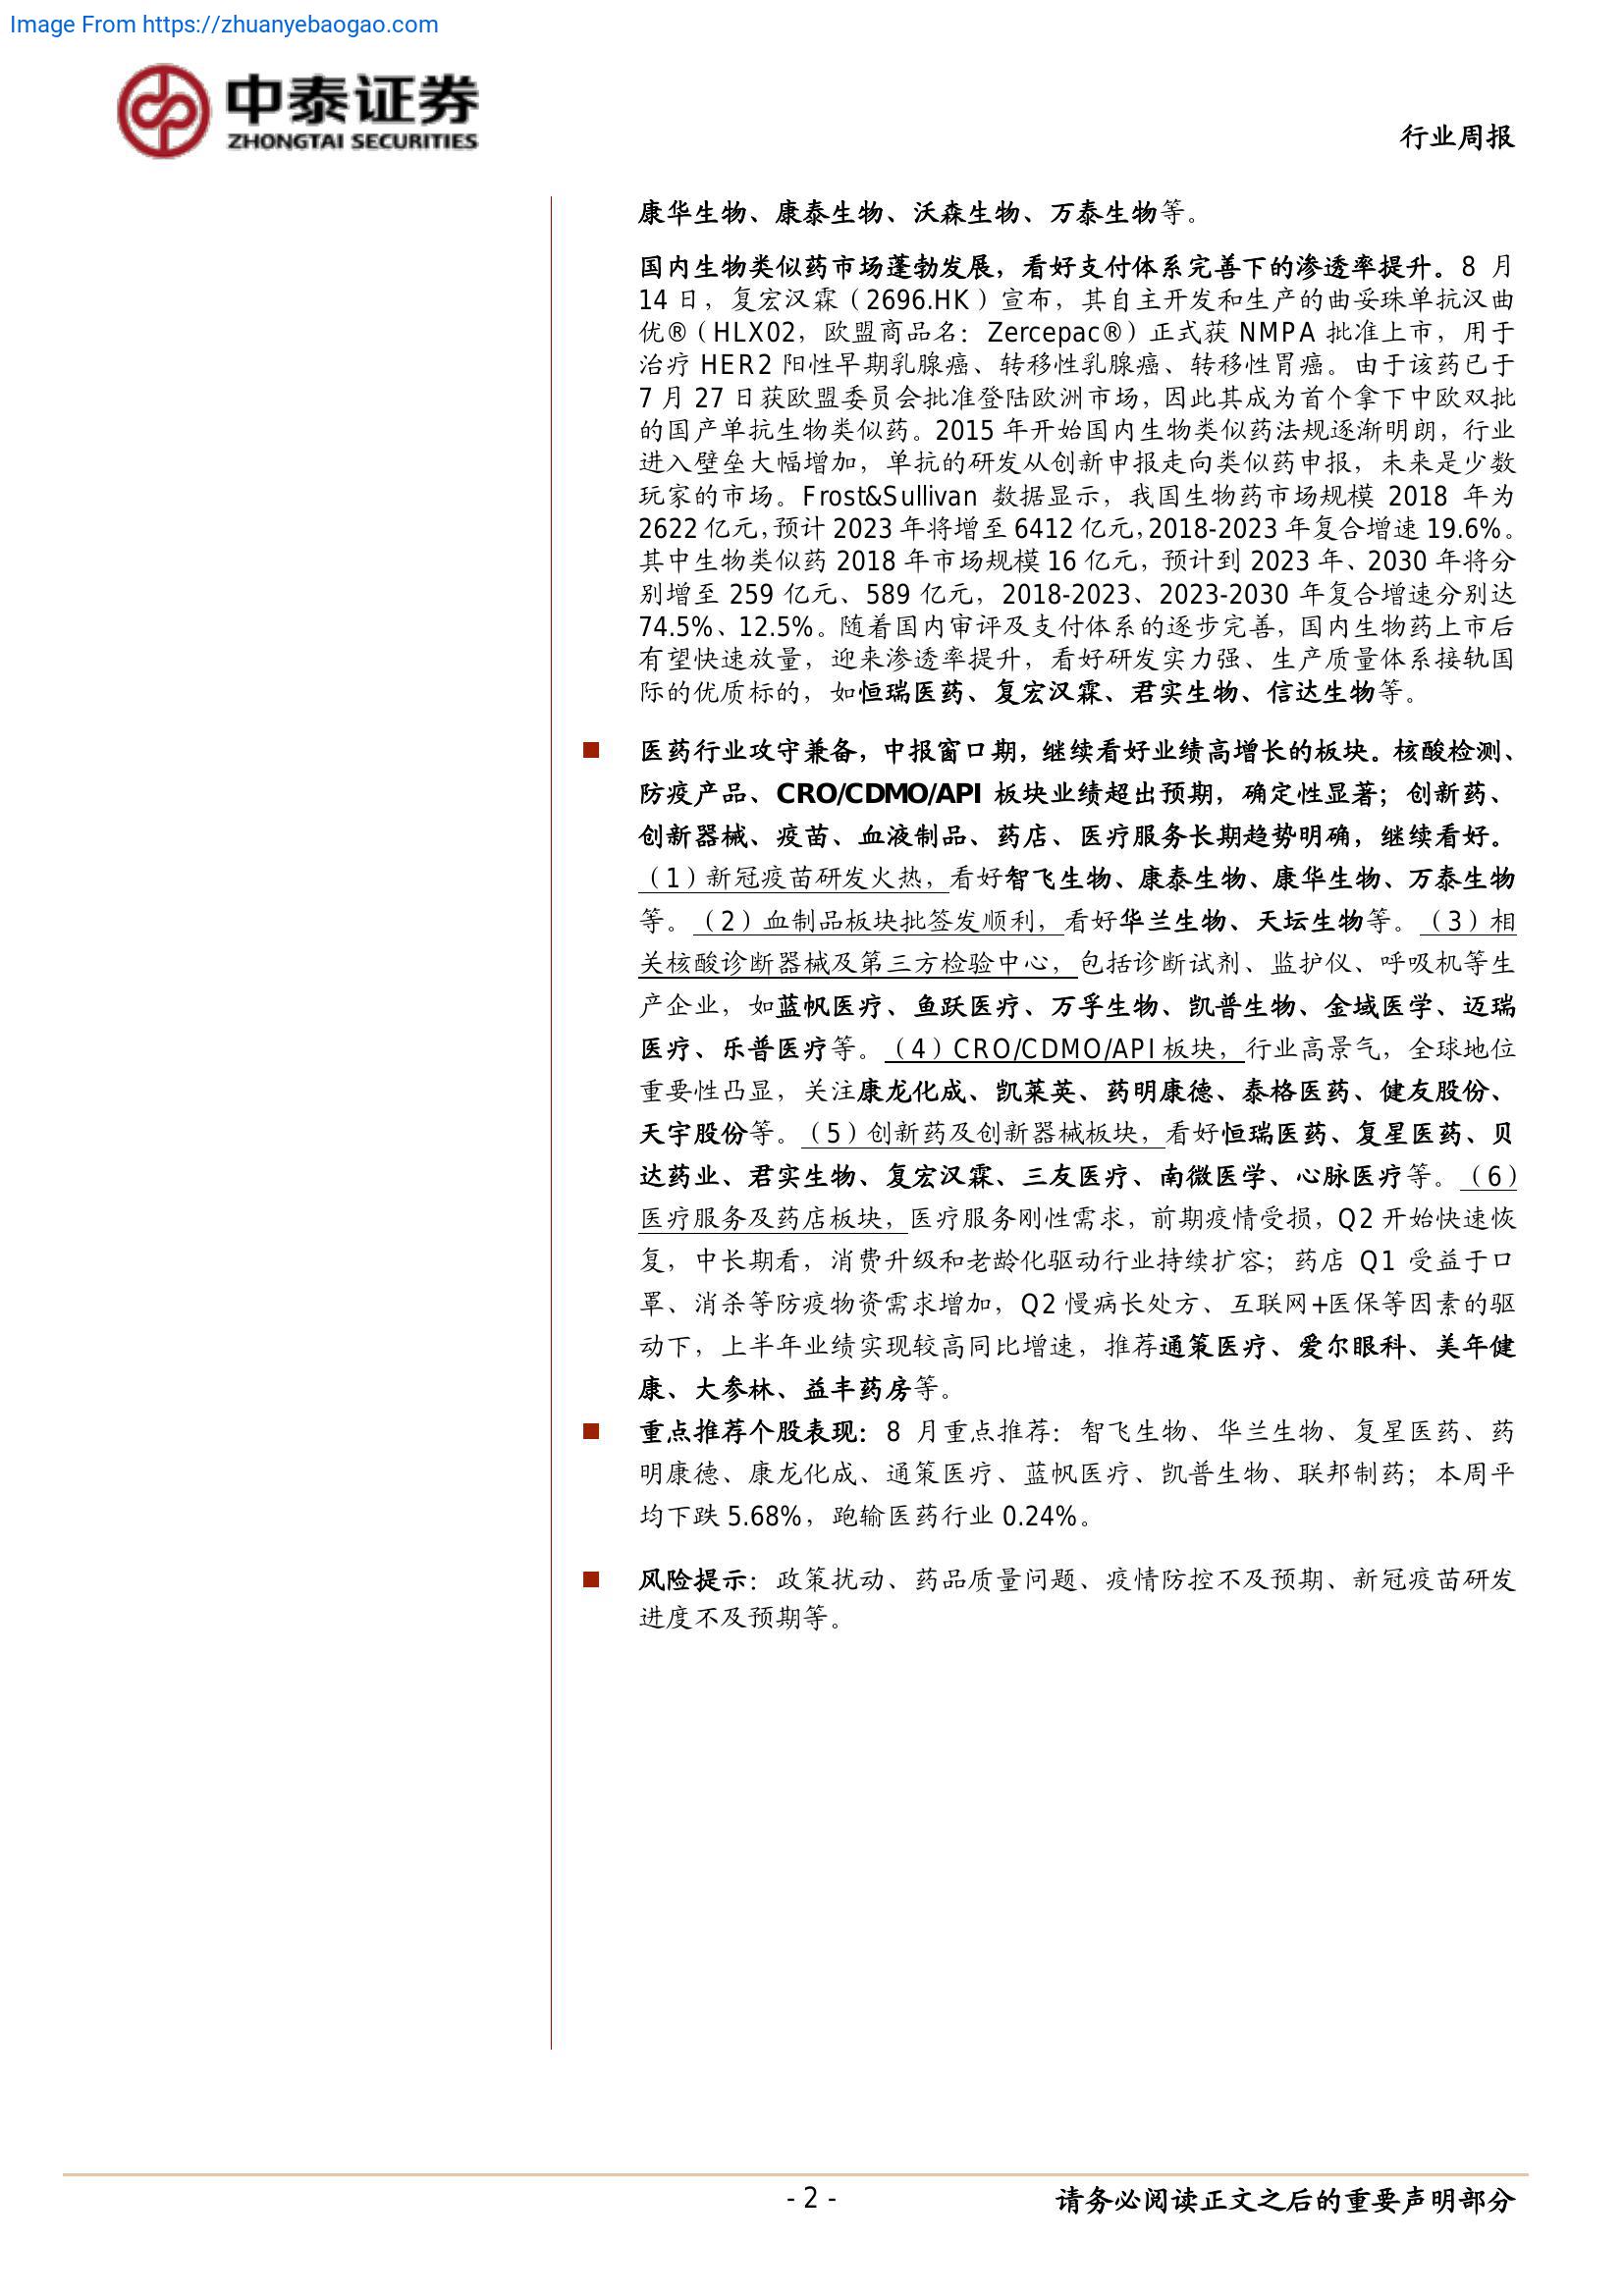 Image From https://zhuanyebaogao.com
中泰证券
ZHONGTAI SECURITIES
行业周报
康华生物、康泰生物、沃森生物、万泰生物等。
国内生物类似药市场蓬勃发展，看好支付体系完善下的渗透率提升。8 月
14 日，复宏汉霖（2696.HK）宣布，其自主开发和生产的曲妥珠单抗汉曲
优®（HLX02，欧盟商品名：Zercepac®）正式获 NMPA 批准上市，用于
治疗 HER2 阳性早期乳腺癌、转移性乳腺癌、转移性胃癌。由于该药已于
7 月 27 日获欧盟委员会批准登陆欧洲市场，因此其成为首个拿下中欧双批
的国产单抗生物类似药。2015 年开始国内生物类似药法规逐渐明朗，行业
进入壁垒大幅增加，单抗的研发从创新申报走向类似药申报，未来是少数
玩家的市场。Frost&Sullivan 数据显示，我国生物药市场规模 2018 年为
2622 亿元，预计 2023 年将增至 6412 亿元，2018-2023 年复合增速 19.6%。
其中生物类似药 2018 年市场规模 16 亿元，预计到 2023 年、2030 年将分
别增至 259 亿元、589 亿元，2018-2023、2023-2030 年复合增速分别达
74.5%、12.5%。随着国内审评及支付体系的逐步完善，国内生物药上市后
有望快速放量，迎来渗透率提升，看好研发实力强、生产质量体系接轨国
际的优质标的，如恒瑞医药、复宏汉霖、君实生物、信达生物等。
■ 医药行业攻守兼备，中报窗口期，继续看好业绩高增长的板块。核酸检测、
防疫产品、CRO/CDMO/API 板块业绩超出预期，确定性显著；创新药、
创新器械、疫苗、血液制品、药店、医疗服务长期趋势明确，继续看好。
（1）新冠疫苗研发火热，看好智飞生物、康泰生物、康华生物、万泰生物
等。（2）血制品板块批签发顺利，看好华兰生物、天坛生物等。（3）相
关核酸诊断器械及第三方检验中心，包括诊断试剂、监护仪、呼吸机等生
产企业，如蓝帆医疗、鱼跃医疗、万孚生物、凯普生物、金域医学、迈瑞
医疗、乐普医疗等。（4）CRO/CDMO/API 板块，行业高景气，全球地位
重要性凸显，关注康龙化成、凯莱英、药明康德、泰格医药、健友股份、
天宇股份等。（5）创新药及创新器械板块，看好恒瑞医药、复星医药、贝
达药业、君实生物、复宏汉霖、三友医疗、南微医学、心脉医疗等。（6）
医疗服务及药店板块，医疗服务刚性需求，前期疫情受损，Q2 开始快速恢
复，中长期看，消费升级和老龄化驱动行业持续扩容；药店 Q1 受益于口
罩、消杀等防疫物资需求增加，Q2 慢病长处方、互联网+医保等因素的驱
动下，上半年业绩实现较高同比增速，推荐通策医疗、爱尔眼科、美年健
康、大参林、益丰药房等。
■ 重点推荐个股表现：8 月重点推荐：智飞生物、华兰生物、复星医药、药
明康德、康龙化成、通策医疗、蓝帆医疗、凯普生物、联邦制药；本周平
均下跌 5.68%，跑输医药行业 0.24%。
■ 风险提示：政策扰动、药品质量问题、疫情防控不及预期、新冠疫苗研发
进度不及预期等。
- 2 -
请务必阅读正文之后的重要声明部分